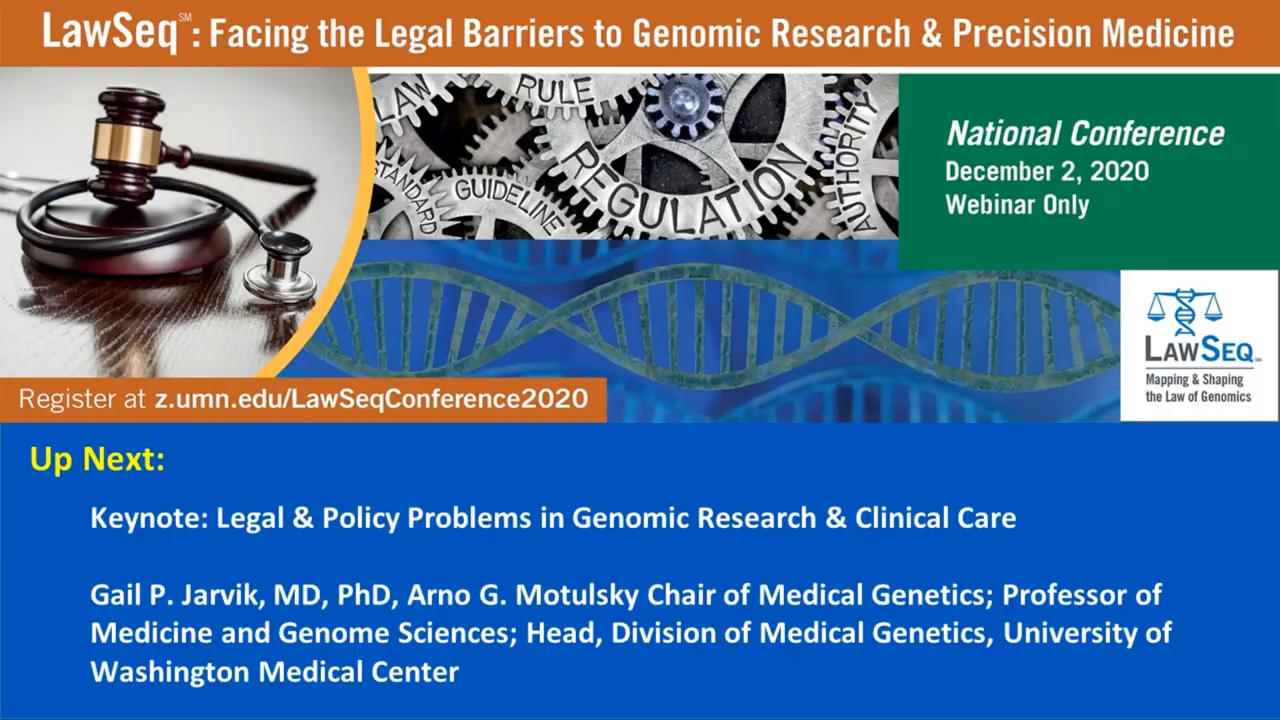 LawSeq℠: Facing the Legal Barriers to Genomic Research & Precision Medicine
LAW
RULE
STANDARD
GUIDELINE
REGULATION
AUTHORITY
National Conference
December 2, 2020
Webinar Only
LAWSEQ℠
Mapping & Shaping
the Law of Genomics
Register at z.umn.edu/LawSeqConference2020
Up Next:
Keynote: Legal & Policy Problems in Genomic Research & Clinical Care
Gail P. Jarvik, MD, PhD, Arno G. Motulsky Chair of Medical Genetics; Professor of
Medicine and Genome Sciences; Head, Division of Medical Genetics, University of
Washington Medical Center